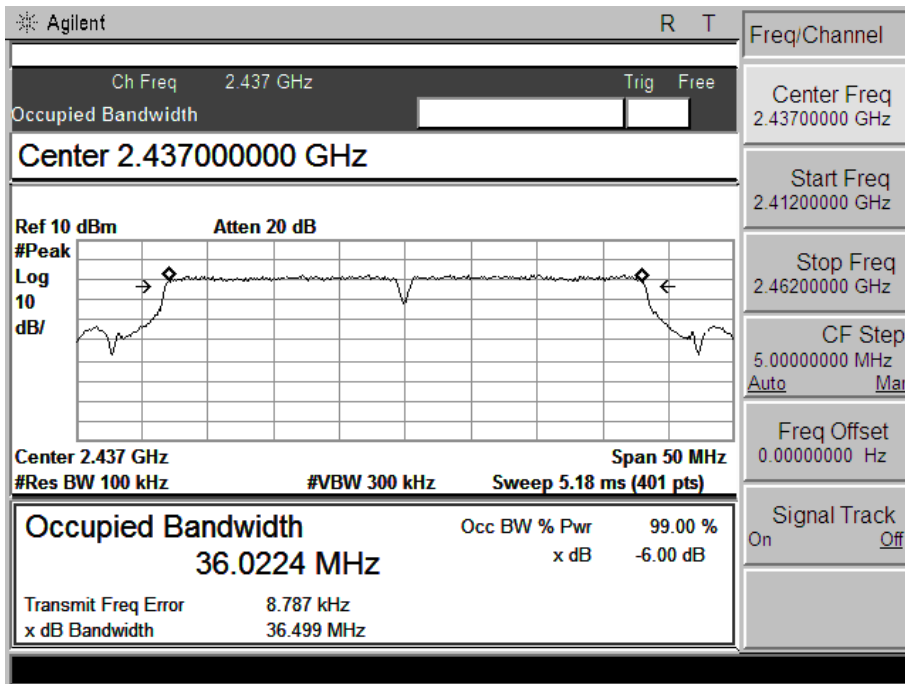 Agilent R T
Ch Freq 2.437 GHz Trig Free
Occupied Bandwidth
Center 2.437000000 GHz
Ref 10 dBm Atten 20 dB
#Peak
Log
10
dB/
Center 2.437 GHz Span 50 MHz
#Res BW 100 kHz #VBW 300 kHz Sweep 5.18 ms (401 pts)
Occupied Bandwidth
36.0224 MHz
Occ BW % Pwr 99.00 %
x dB -6.00 dB
Transmit Freq Error 8.787 kHz
x dB Bandwidth 36.499 MHz
Freq/Channel
Center Freq
2.43700000 GHz
Start Freq
2.41200000 GHz
Stop Freq
2.46200000 GHz
CF Step
5.00000000 MHz
Auto Man
Freq Offset
0.00000000 Hz
Signal Track
On Off